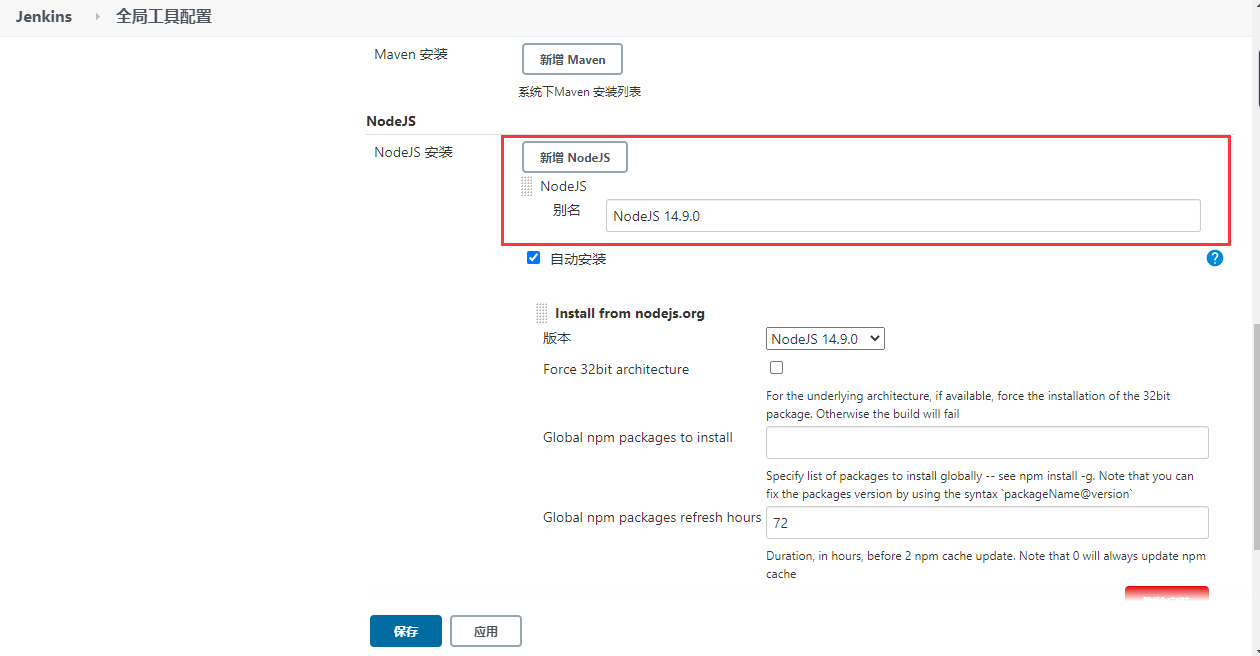 Jenkins 全局工具配置
Maven 安装
新增 Maven
系统下Maven 安装列表
NodeJS
NodeJS 安装
新增 NodeJS
NodeJS
别名
NodeJS 14.9.0
自动安装
?
Install from nodejs.org
版本
NodeJS 14.9.0
Force 32bit architecture
For the underlying architecture, if available, force the installation of the 32bit
package. Otherwise the build will fail
Global npm packages to install
Specify list of packages to install globally -- see npm install -g. Note that you can
fix the packages version by using the syntax `packageName@version`
Global npm packages refresh hours
72
Duration, in hours, before 2 npm cache update. Note that 0 will always update npm
cache
保存
应用